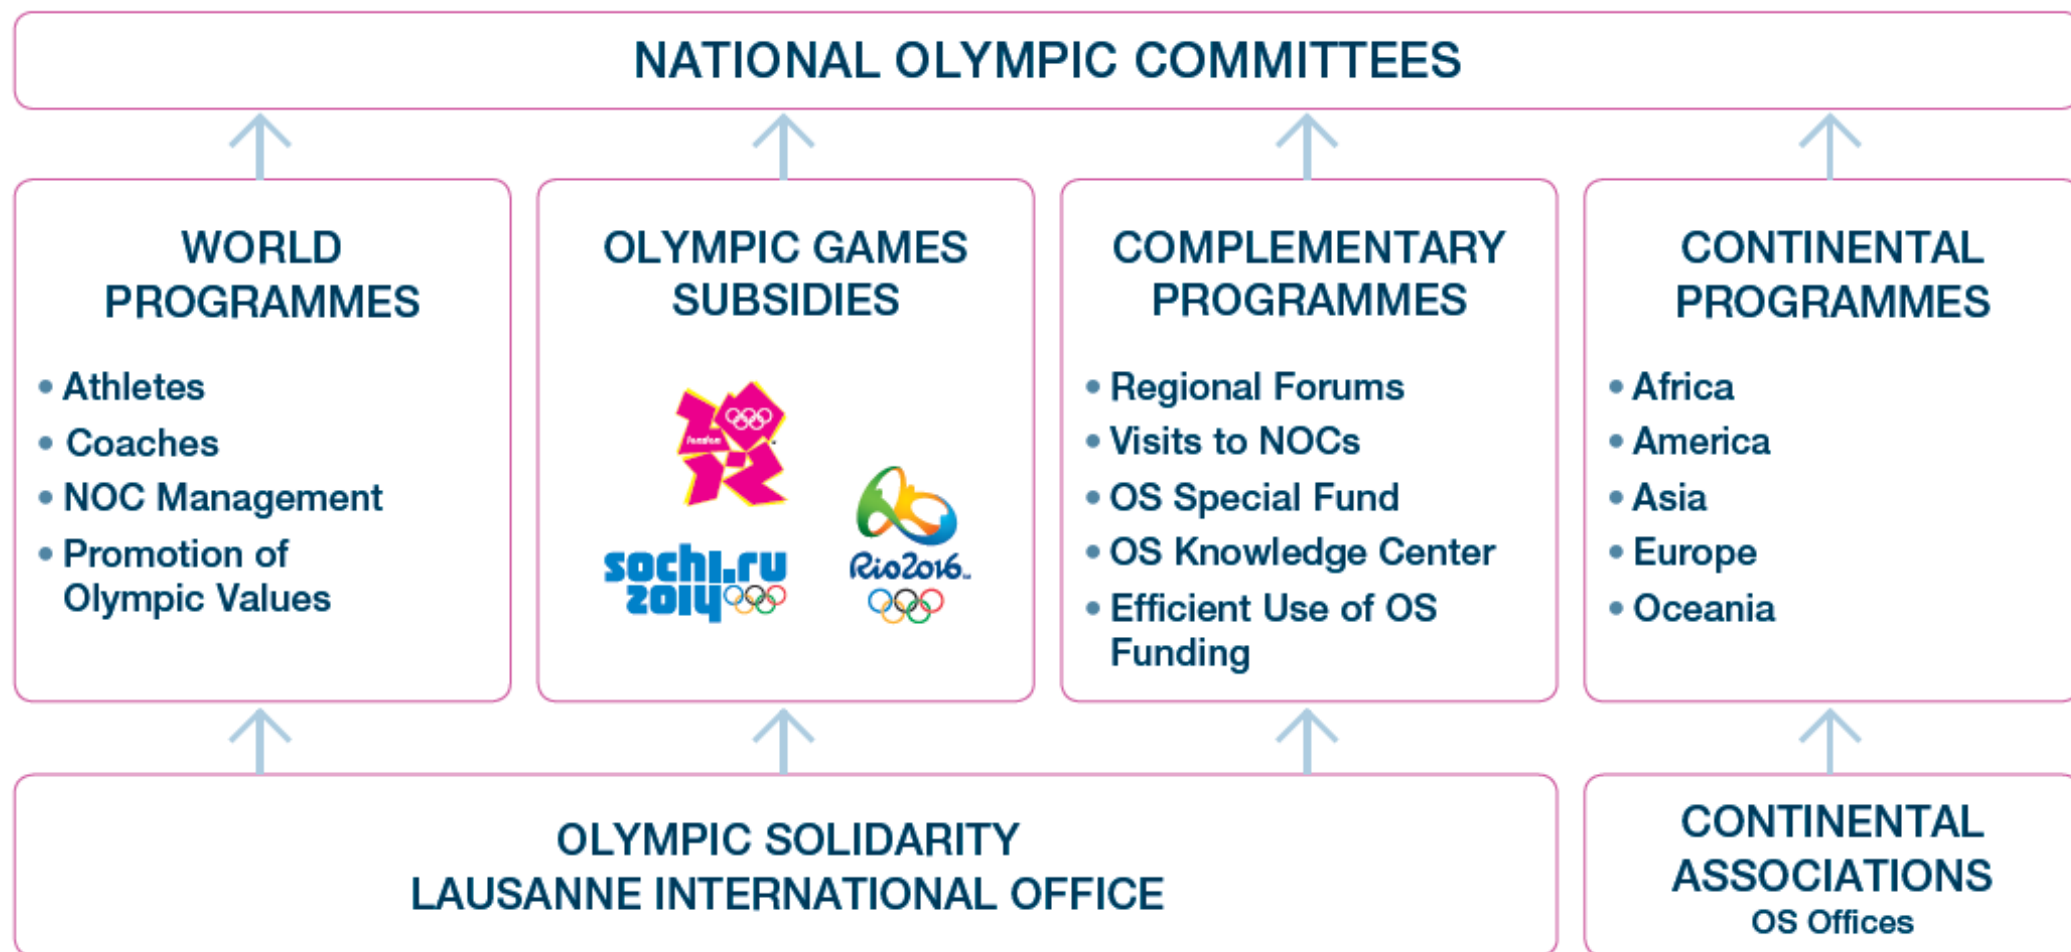 NATIONAL OLYMPIC COMMITTEES
WORLD
PROGRAMMES
• Athletes
• Coaches
• NOC Management
• Promotion of
Olympic Values
OLYMPIC GAMES
SUBSIDIES
london
sochi.ru
2014
Rio2016
COMPLEMENTARY
PROGRAMMES
• Regional Forums
• Visits to NOCs
• OS Special Fund
• OS Knowledge Center
• Efficient Use of OS
Funding
CONTINENTAL
PROGRAMMES
• Africa
• America
• Asia
• Europe
• Oceania
OLYMPIC SOLIDARITY
LAUSANNE INTERNATIONAL OFFICE
CONTINENTAL
ASSOCIATIONS
OS Offices